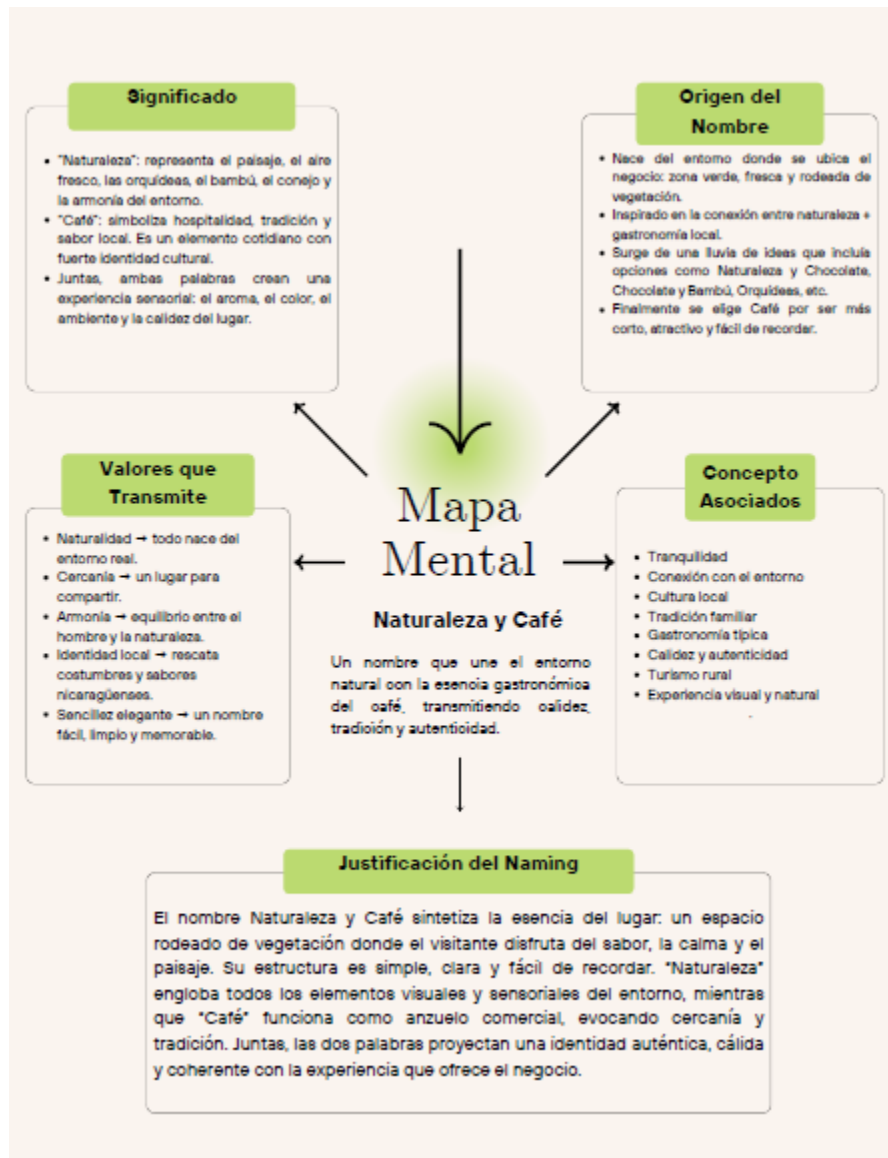 Significado
• "Naturaleza": representa el paisaje, el aire
fresco, las orquídeas, el bambú, el conejo y
la armonía del entorno.
• "Café": simboliza hospitalidad, tradición y
sabor local. Es un elemento cotidiano con
fuerte identidad cultural.
• Juntas, ambas palabras crean una
experiencia sensorial: el aroma, el color, el
ambiente y la calidez del lugar.
Origen del
Nombre
• Nace del entorno donde se ubica el
negocio: zona verde, fresca y rodeada de
vegetación.
• Inspirado en la conexión entre naturaleza +
gastronomía local.
• Surge de una lluvia de ideas que incluía
opciones como Naturaleza y Chocolate,
Chocolate y Bambú, Orquídeas, etc.
• Finalmente se elige Café por ser más
corto, atractivo y fácil de recordar.
Valores que
Transmite
• Naturalidad → todo nace del
entorno real.
• Cercanía → un lugar para
compartir.
• Armonía → equilibrio entre el
hombre y la naturaleza.
• Identidad local → rescata
costumbres y sabores
nicaragüenses.
• Sencillez elegante → un nombre
fácil, limpio y memorable.
Mapa
Mental
Naturaleza y Café
Un nombre que une el entorno
natural con la esencia gastronómica
del café, transmitiendo calidez,
tradición y autenticidad.
Concepto
Asociados
• Tranquilidad
• Conexión con el entorno
• Cultura local
• Tradición familiar
• Gastronomía típica
• Calidez y autenticidad
• Turismo rural
• Experiencia visual y natural
Justificación del Naming
El nombre Naturaleza y Café sintetiza la esencia del lugar: un espacio
rodeado de vegetación donde el visitante disfruta del sabor, la calma y el
paisaje. Su estructura es simple, clara y fácil de recordar. "Naturaleza"
engloba todos los elementos visuales y sensoriales del entorno, mientras
que "Café" funciona como anzuelo comercial, evocando cercanía y
tradición. Juntas, las dos palabras proyectan una identidad auténtica, cálida
y coherente con la experiencia que ofrece el negocio.